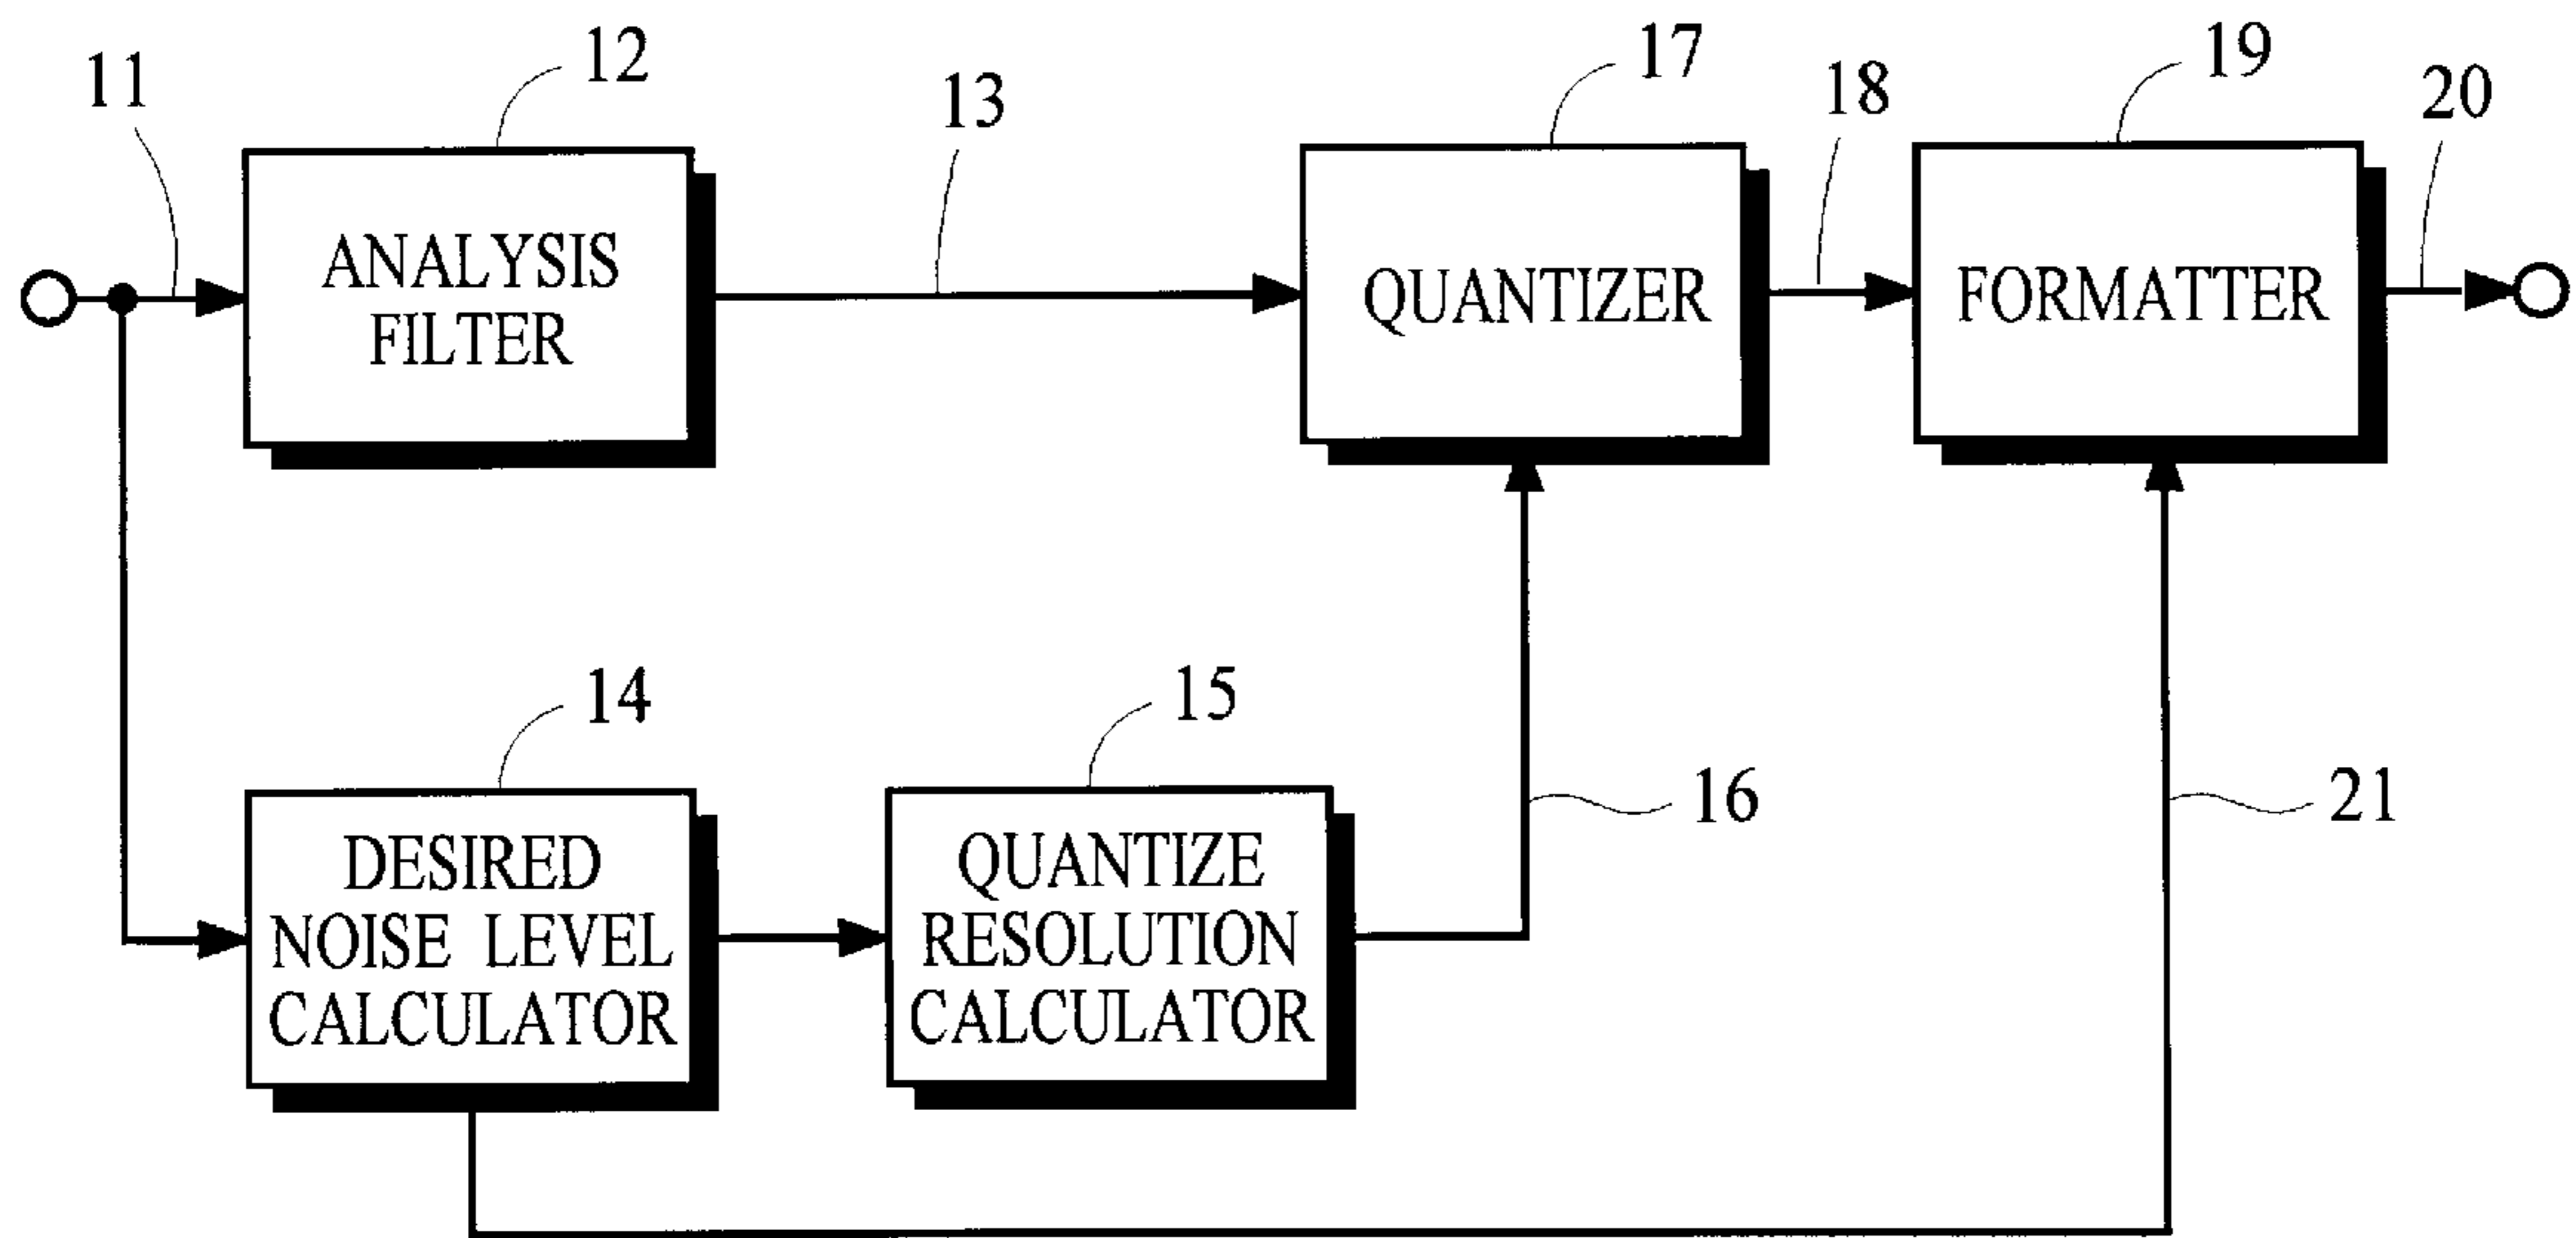 11
12
13
17
18
19
20
ANALYSIS
FILTER
QUANTIZER
FORMATTER
14
15
16
21
DESIRED
NOISE LEVEL
CALCULATOR
QUANTIZE
RESOLUTION
CALCULATOR